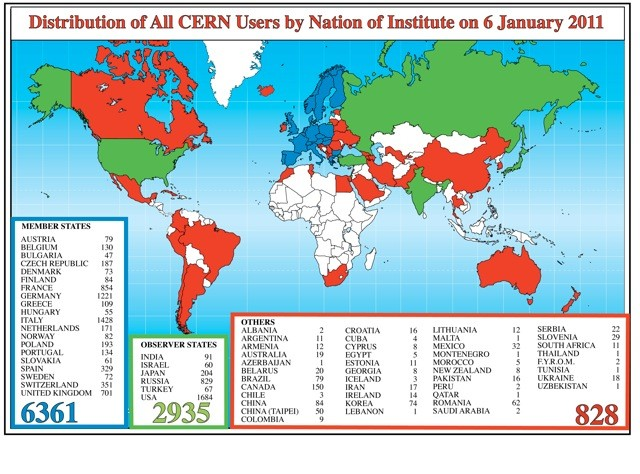 Distribution of All CERN Users by Nation of Institute on 6 January 2011
MEMBER STATES
AUSTRIA 79
BELGIUM 130
BULGARIA 47
CZECH REPUBLIC 187
DENMARK 73
FINLAND 84
FRANCE 854
GERMANY 1221
GREECE 109
HUNGARY 55
ITALY 1428
NETHERLANDS 171
NORWAY 82
POLAND 193
PORTUGAL 134
SLOVAKIA 61
SPAIN 329
SWEDEN 72
SWITZERLAND 351
UNITED KINGDOM 701
6361
OBSERVER STATES
INDIA 91
ISRAEL 60
JAPAN 204
RUSSIA 829
TURKEY 67
USA 1684
2935
OTHERS
ALBANIA 2
ARGENTINA 11
ARMENIA 12
AUSTRALIA 19
AZERBAIJAN 1
BELARUS 20
BRAZIL 79
CANADA 150
CHILE 3
CHINA 84
CHINA (TAIPEI) 50
COLOMBIA 9
CROATIA 16
CUBA 4
CYPRUS 8
EGYPT 5
ESTONIA 11
GEORGIA 8
ICELAND 3
IRAN 17
IRELAND 14
KOREA 74
LEBANON 1
LITHUANIA 12
MALTA 1
MEXICO 32
MONTENEGRO 1
MOROCCO 5
NEW ZEALAND 8
PAKISTAN 16
PERU 2
QATAR 1
ROMANIA 62
SAUDI ARABIA 2
SERBIA 22
SLOVENIA 29
SOUTH AFRICA 11
THAILAND 1
F.Y.R.O.M. 2
TUNISIA 1
UKRAINE 18
UZBEKISTAN 1
828